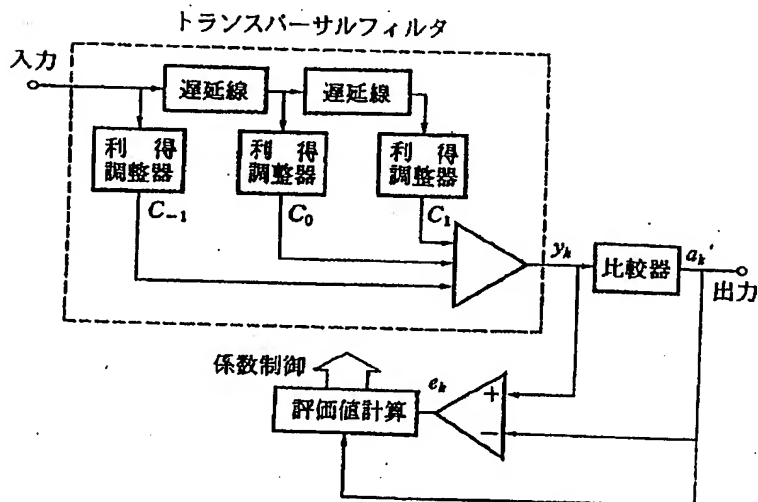 トランスバーサルフィルタ
入力
遅延線
遅延線
利得
調整器
利得
調整器
利得
調整器
C₋₁
C₀
C₁
yₖ
比較器
aₖ'
出力
係数制御
評価値計算
eₖ
+
−